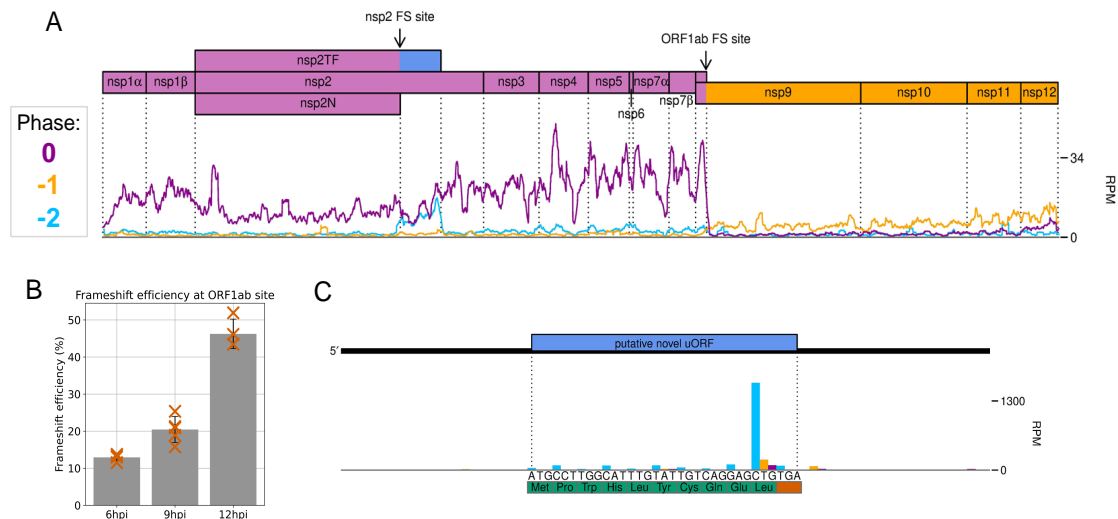 A
nsp2 FS site
ORF1ab FS site
nsp2TF
nsp1α nsp1β nsp2 nsp3 nsp4 nsp5 nsp7α
nsp9 nsp10 nsp11 nsp12
nsp2N
nsp7β
nsp6
Phase:
0
-1
-2
34
0
RPM
B
Frameshift efficiency at ORF1ab site
Frameshift efficiency (%)
50
40
30
20
10
0
6hpi 9hpi 12hpi
C
5′
putative novel uORF
1300
0
RPM
ATGCCTTGGCATTTGTATTGTCAGGAGCTGTGA
Met Pro Trp His Leu Tyr Cys Gln Glu Leu